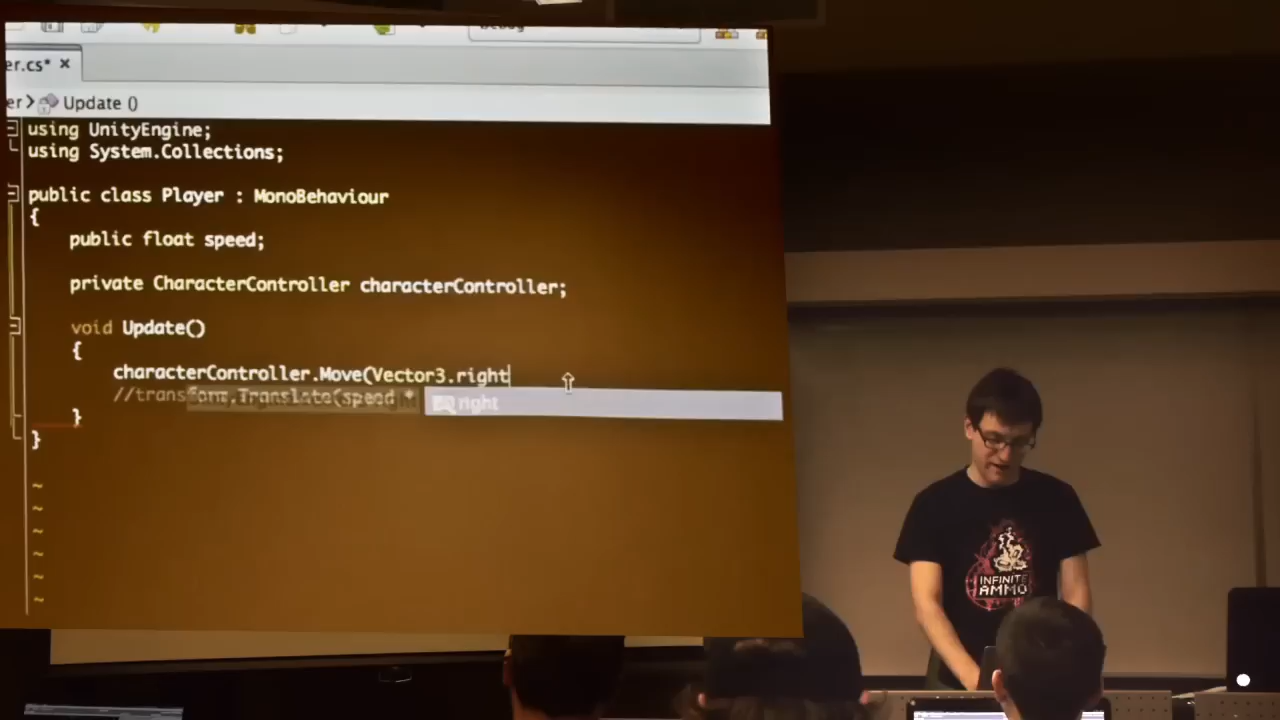 er.cs* ×
er > Update ()
using UnityEngine;
using System.Collections;
public class Player : MonoBehaviour
{
public float speed;
private CharacterController characterController;
void Update()
{
characterController.Move(Vector3.right
//transform.Translate(speed *
right
}
}
~
~
~
~
~
~
INFINITE
AMMO